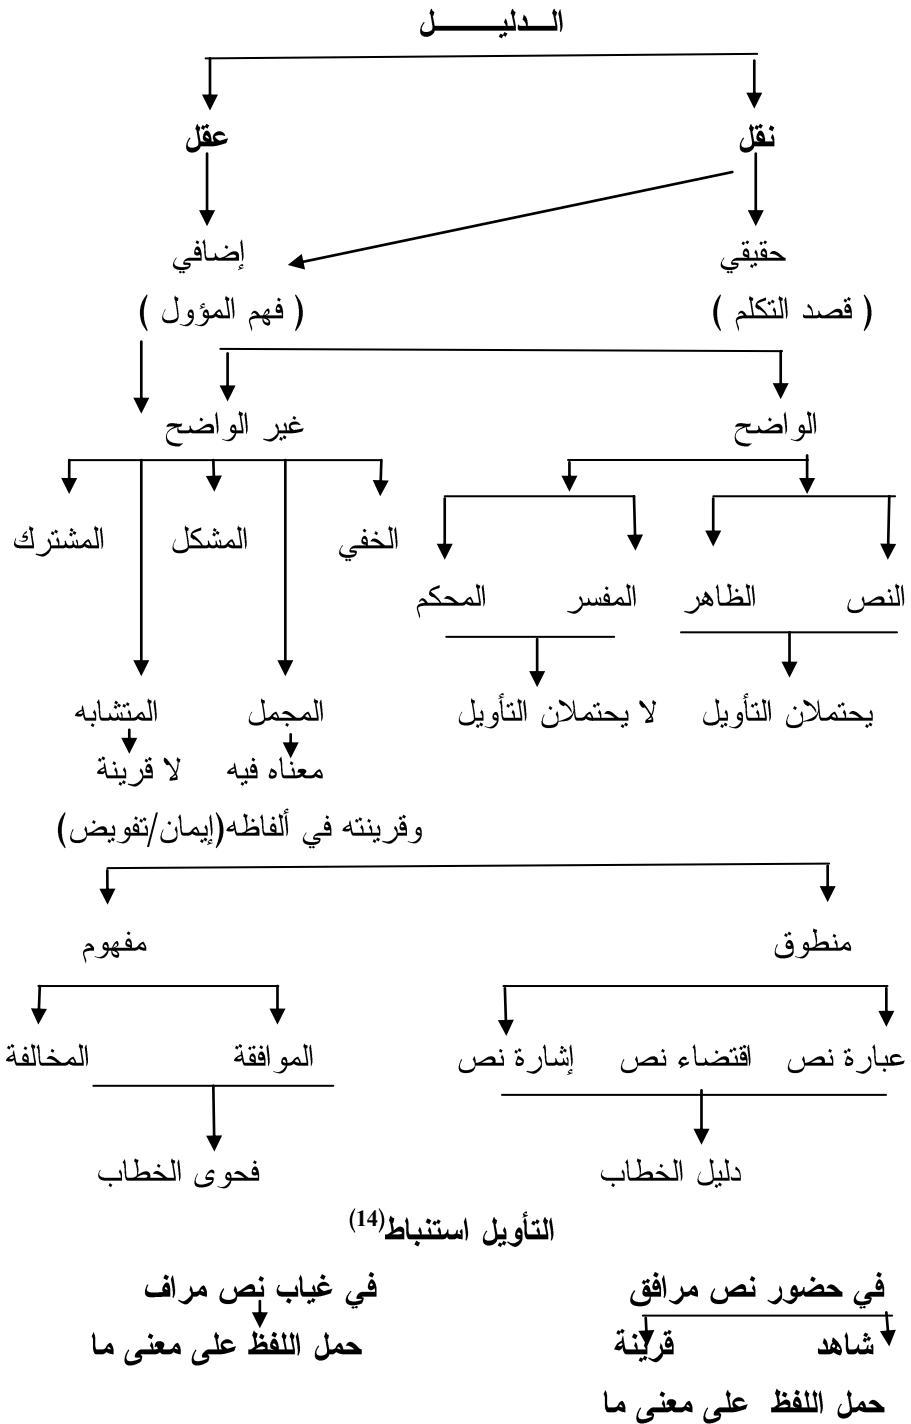 الـدليــــــل
نقل عقل
حقيقي إضافي
( قصد التكلم ) ( فهم المؤول )
الواضح غير الواضح
الخفي المشكل المشترك
النص الظاهر المفسر المحكم
يحتملان التأويل لا يحتملان التأويل المجمل المتشابه
معناه فيه لا قرينة
وقرينته في ألفاظه(إيمان/تفويض)
منطوق مفهوم
عبارة نص اقتضاء نص إشارة نص الموافقة المخالفة
دليل الخطاب فحوى الخطاب
التأويل استنباط(14)
في حضور نص مرافق في غياب نص مراف
شاهد قرينة حمل اللفظ على معنى ما
حمل اللفظ على معنى ما